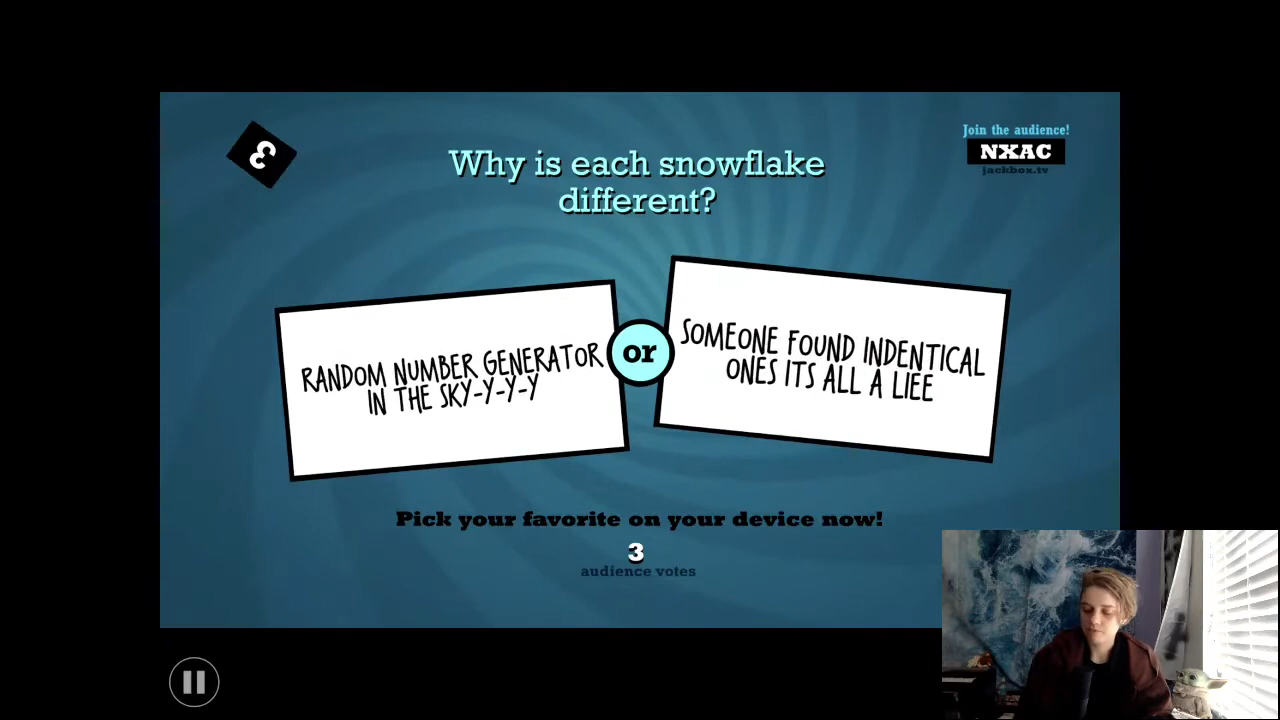 3
Why is each snowflake
different?
Join the audience!
NXAC
jackbox.tv
RANDOM NUMBER GENERATOR
IN THE SKY-Y-Y-Y
or
SOMEONE FOUND INDENTICAL
ONES ITS ALL A LIEE
Pick your favorite on your device now!
3
audience votes